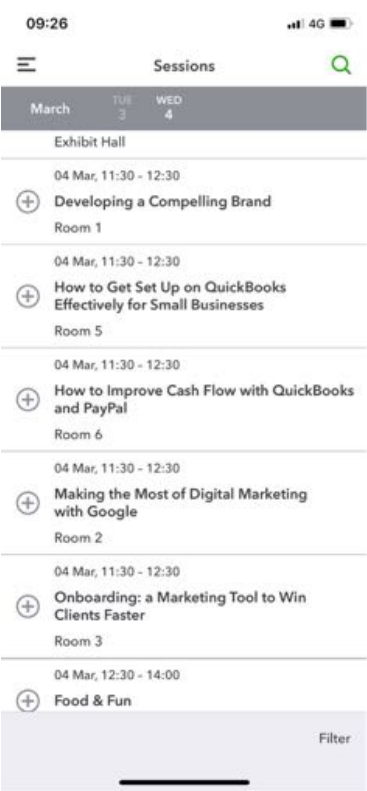 09:26
4G
Sessions
March
TUE
3
WED
4
Exhibit Hall
04 Mar, 11:30 - 12:30
Developing a Compelling Brand
Room 1
04 Mar, 11:30 - 12:30
How to Get Set Up on QuickBooks
Effectively for Small Businesses
Room 5
04 Mar, 11:30 - 12:30
How to Improve Cash Flow with QuickBooks
and PayPal
Room 6
04 Mar, 11:30 - 12:30
Making the Most of Digital Marketing
with Google
Room 2
04 Mar, 11:30 - 12:30
Onboarding: a Marketing Tool to Win
Clients Faster
Room 3
04 Mar, 12:30 - 14:00
Food & Fun
Filter